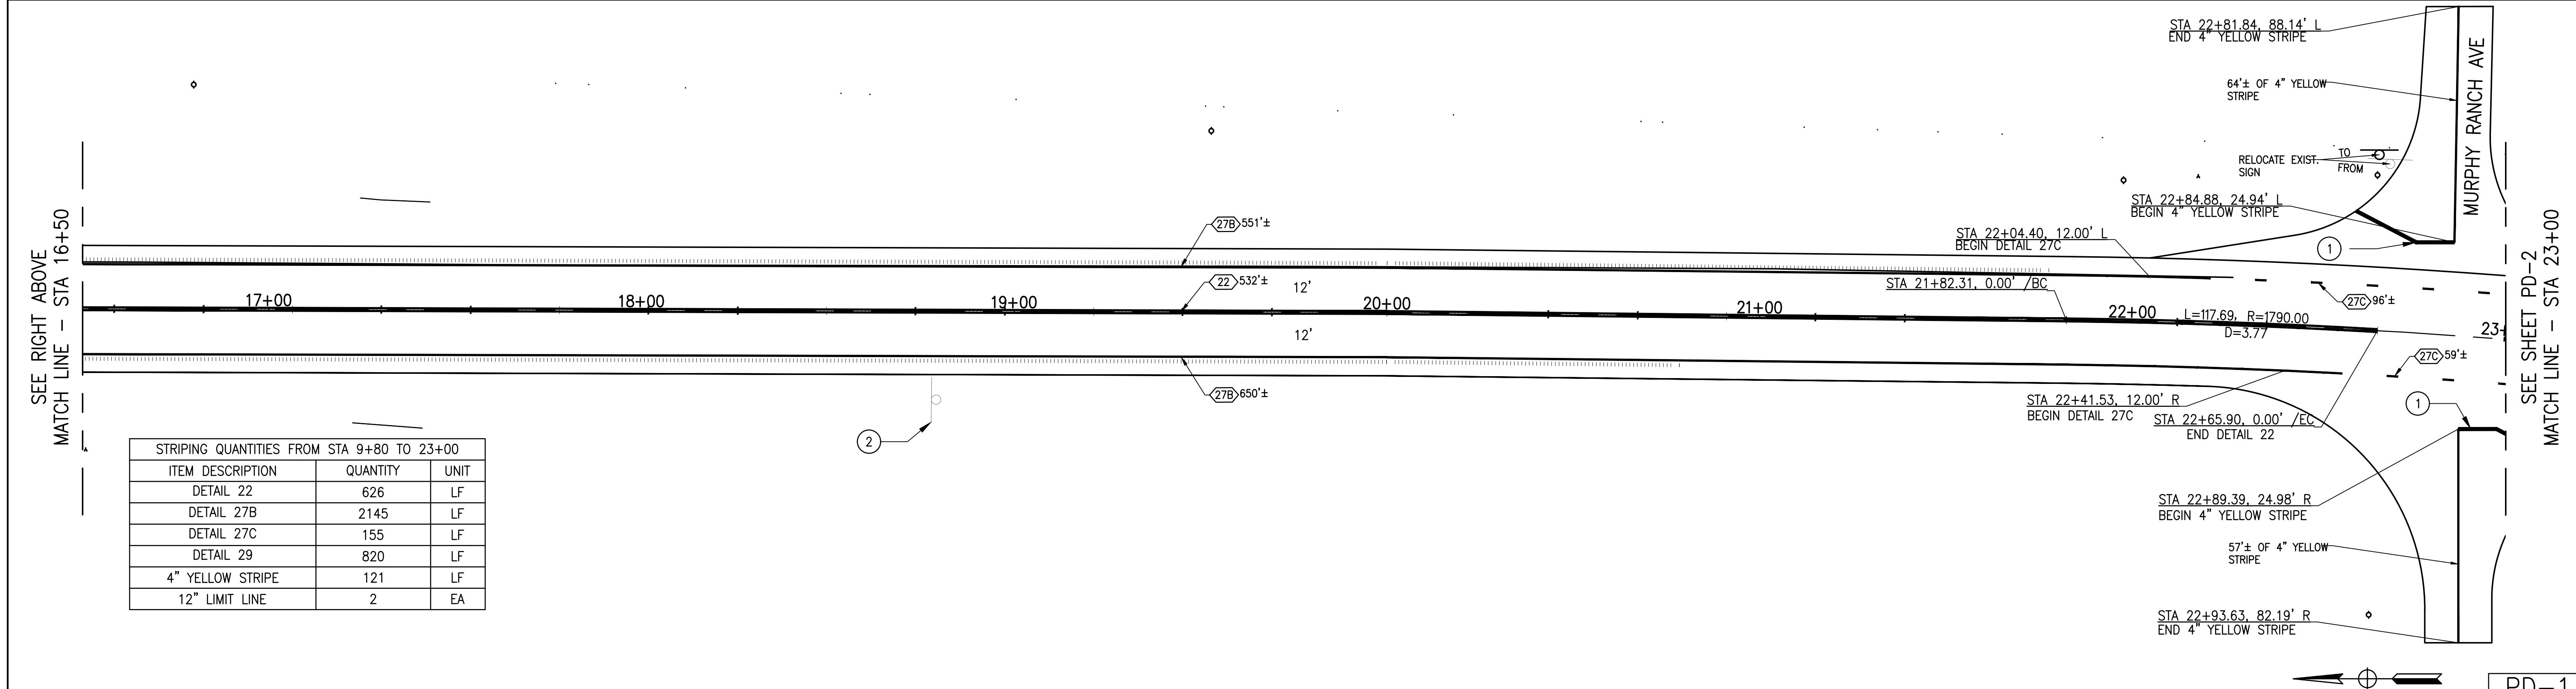 STA 22+81.84, 88.14' L
END 4" YELLOW STRIPE
64'± OF 4" YELLOW
STRIPE
MURPHY RANCH AVE
RELOCATE EXIST.
SIGN
TO
FROM
STA 22+84.88, 24.94' L
BEGIN 4" YELLOW STRIPE
1
SEE RIGHT ABOVE
MATCH LINE - STA 16+50
27B 551'±
STA 22+04.40, 12.00' L
BEGIN DETAIL 27C
22 532'±
12'
STA 21+82.31, 0.00' /BC
27C 96'±
17+00
18+00
19+00
20+00
21+00
22+00
L=117.69, R=1790.00
D=3.77
23+
12'
27C 59'±
SEE SHEET PD-2
MATCH LINE - STA 23+00
27B 650'±
STA 22+41.53, 12.00' R
BEGIN DETAIL 27C
STA 22+65.90, 0.00' /EC
END DETAIL 22
1
2
STRIPING QUANTITIES FROM STA 9+80 TO 23+00
ITEM DESCRIPTION QUANTITY UNIT
DETAIL 22 626 LF
DETAIL 27B 2145 LF
DETAIL 27C 155 LF
DETAIL 29 820 LF
4" YELLOW STRIPE 121 LF
12" LIMIT LINE 2 EA
STA 22+89.39, 24.98' R
BEGIN 4" YELLOW STRIPE
57'± OF 4" YELLOW
STRIPE
STA 22+93.63, 82.19' R
END 4" YELLOW STRIPE
PD-1